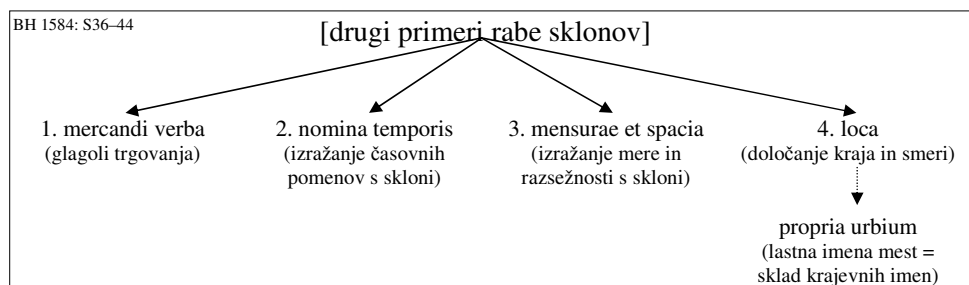 BH 1584: S36–44
[drugi primeri rabe sklonov]
1. mercandi verba
(glagoli trgovanja)
2. nomina temporis
(izražanje časovnih
pomenov s skloni)
3. mensurae et spacia
(izražanje mere in
razsežnosti s skloni)
4. loca
(določanje kraja in smeri)
propria urbium
(lastna imena mest =
sklad krajevnih imen)